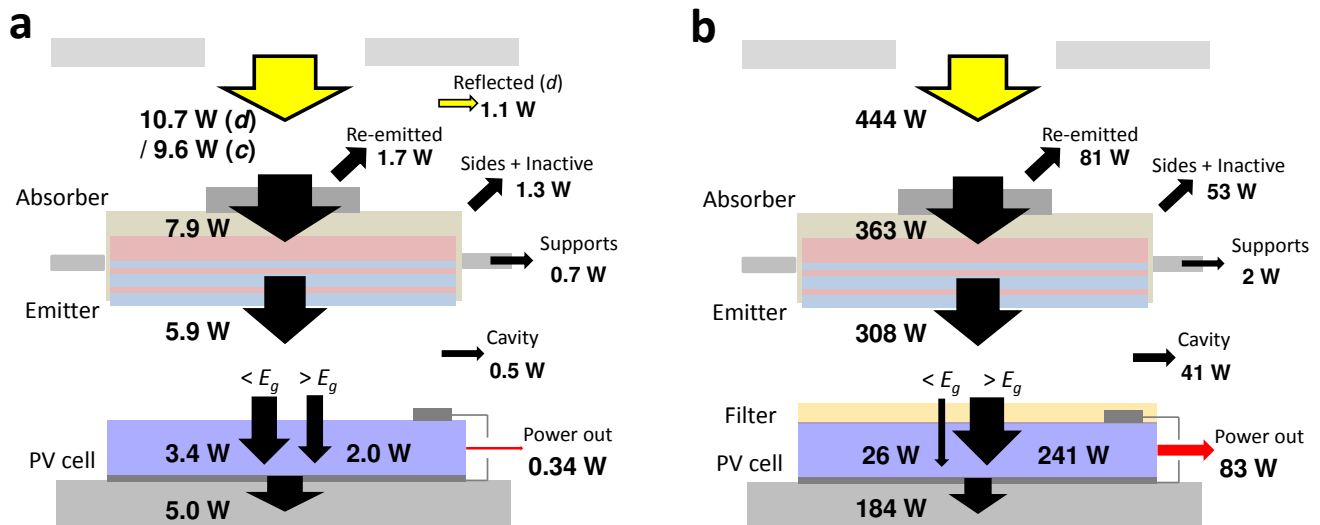 a
Reflected (d)
1.1 W
10.7 W (d)
/ 9.6 W (c)
Re-emitted
1.7 W
Sides + Inactive
1.3 W
Absorber
7.9 W
Supports
0.7 W
Emitter
5.9 W
Cavity
0.5 W
< Eg
> Eg
PV cell
3.4 W
2.0 W
Power out
0.34 W
5.0 W
b
444 W
Re-emitted
81 W
Sides + Inactive
53 W
Absorber
363 W
Supports
2 W
Emitter
308 W
Cavity
41 W
< Eg
> Eg
Filter
PV cell
26 W
241 W
Power out
83 W
184 W